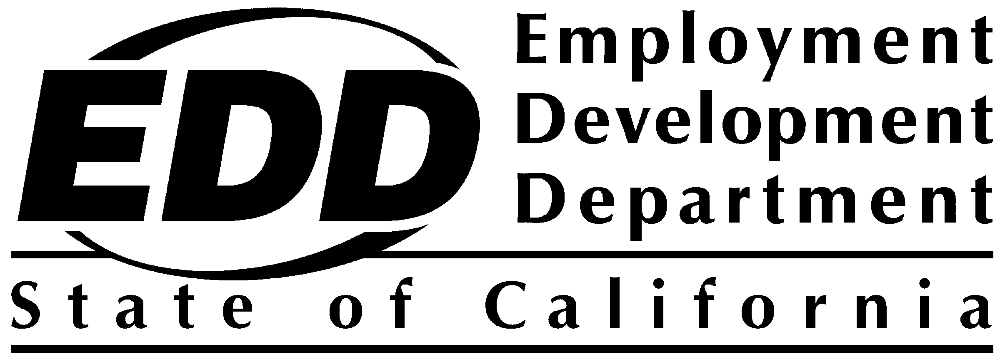 EDD
Employment
Development
Department
State of California